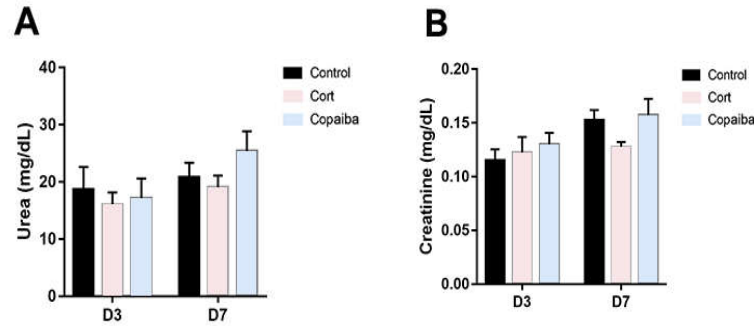 A
Urea (mg/dL)
40
30
20
10
0
D3
D7
Control
Cort
Copaiba
B
Creatinine (mg/dL)
0.20
0.15
0.10
0.05
0.00
D3
D7
Control
Cort
Copaiba